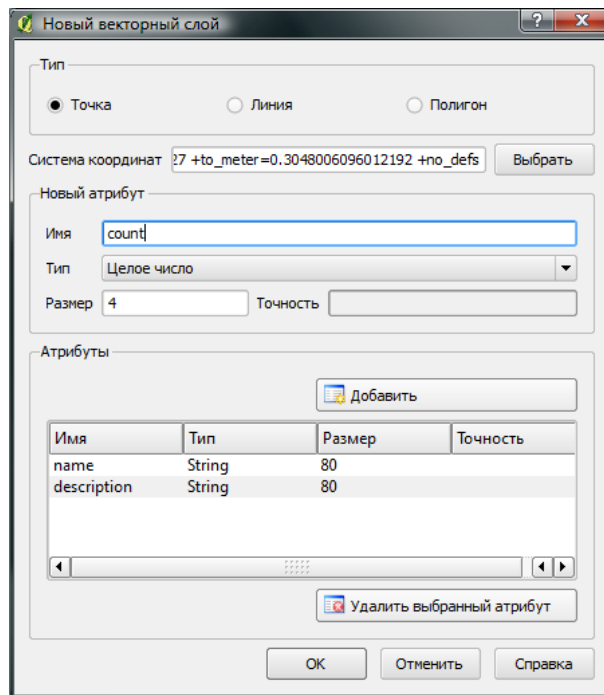 Новый векторный слой
Тип
Точка Линия Полигон
Система координат 27 +to_meter=0.3048006096012192 +no_defs Выбрать
Новый атрибут
Имя count
Тип Целое число
Размер 4 Точность
Атрибуты
Добавить
Имя Тип Размер Точность
name String 80
description String 80
Удалить выбранный атрибут
OK Отменить Справка